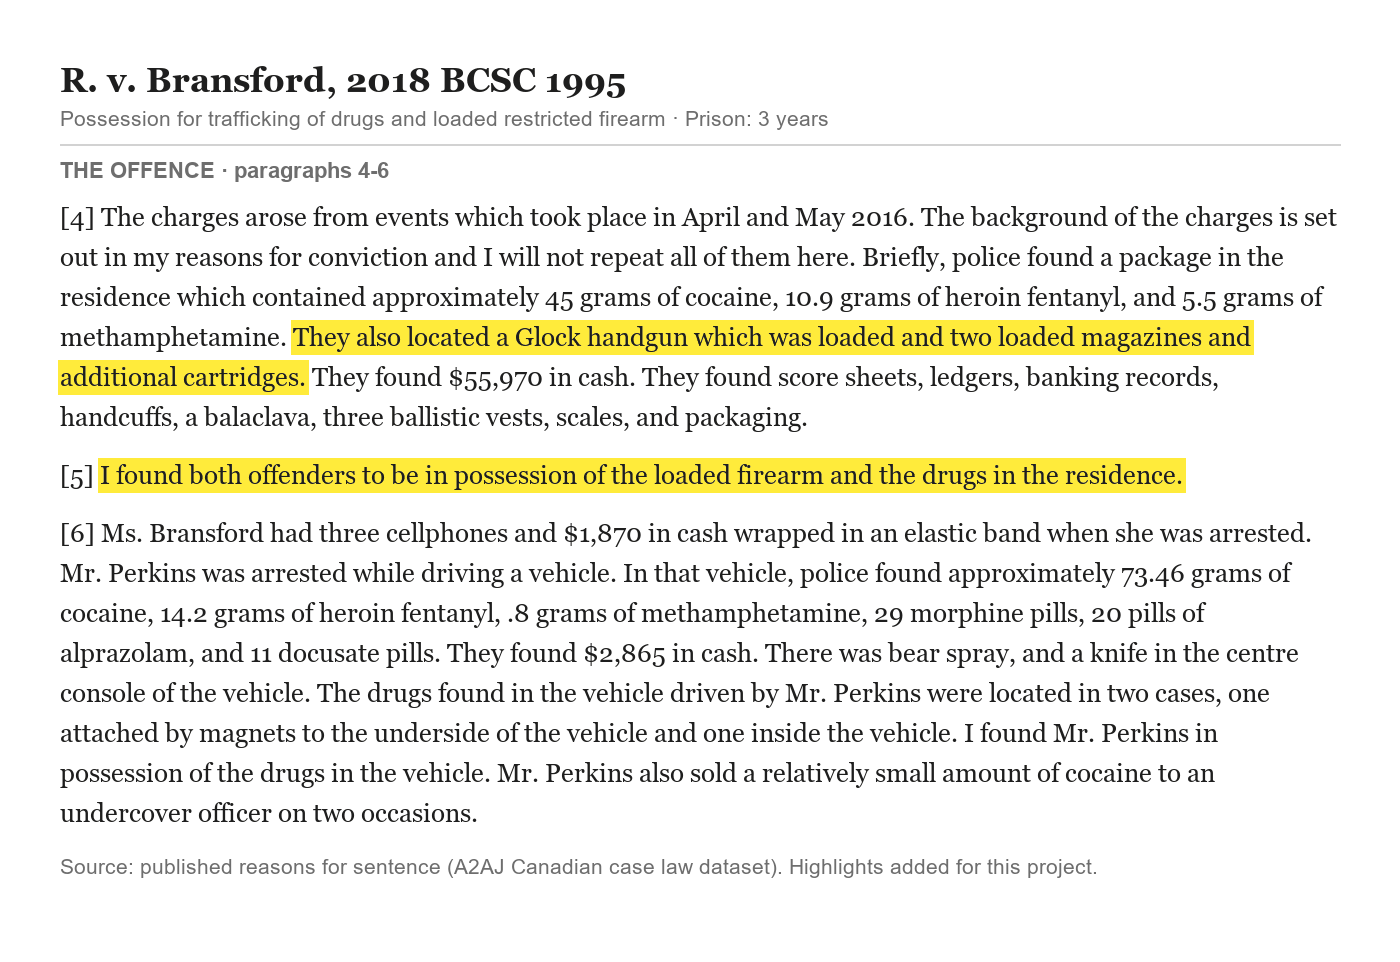 R. v. Bransford, 2018 BCSC 1995
Possession for trafficking of drugs and loaded restricted firearm · Prison: 3 years
THE OFFENCE · paragraphs 4-6
[4] The charges arose from events which took place in April and May 2016. The background of the charges is set
out in my reasons for conviction and I will not repeat all of them here. Briefly, police found a package in the
residence which contained approximately 45 grams of cocaine, 10.9 grams of heroin fentanyl, and 5.5 grams of
methamphetamine. They also located a Glock handgun which was loaded and two loaded magazines and
additional cartridges. They found $55,970 in cash. They found score sheets, ledgers, banking records,
handcuffs, a balaclava, three ballistic vests, scales, and packaging.
[5] I found both offenders to be in possession of the loaded firearm and the drugs in the residence.
[6] Ms. Bransford had three cellphones and $1,870 in cash wrapped in an elastic band when she was arrested.
Mr. Perkins was arrested while driving a vehicle. In that vehicle, police found approximately 73.46 grams of
cocaine, 14.2 grams of heroin fentanyl, .8 grams of methamphetamine, 29 morphine pills, 20 pills of
alprazolam, and 11 docusate pills. They found $2,865 in cash. There was bear spray, and a knife in the centre
console of the vehicle. The drugs found in the vehicle driven by Mr. Perkins were located in two cases, one
attached by magnets to the underside of the vehicle and one inside the vehicle. I found Mr. Perkins in
possession of the drugs in the vehicle. Mr. Perkins also sold a relatively small amount of cocaine to an
undercover officer on two occasions.
Source: published reasons for sentence (A2AJ Canadian case law dataset). Highlights added for this project.